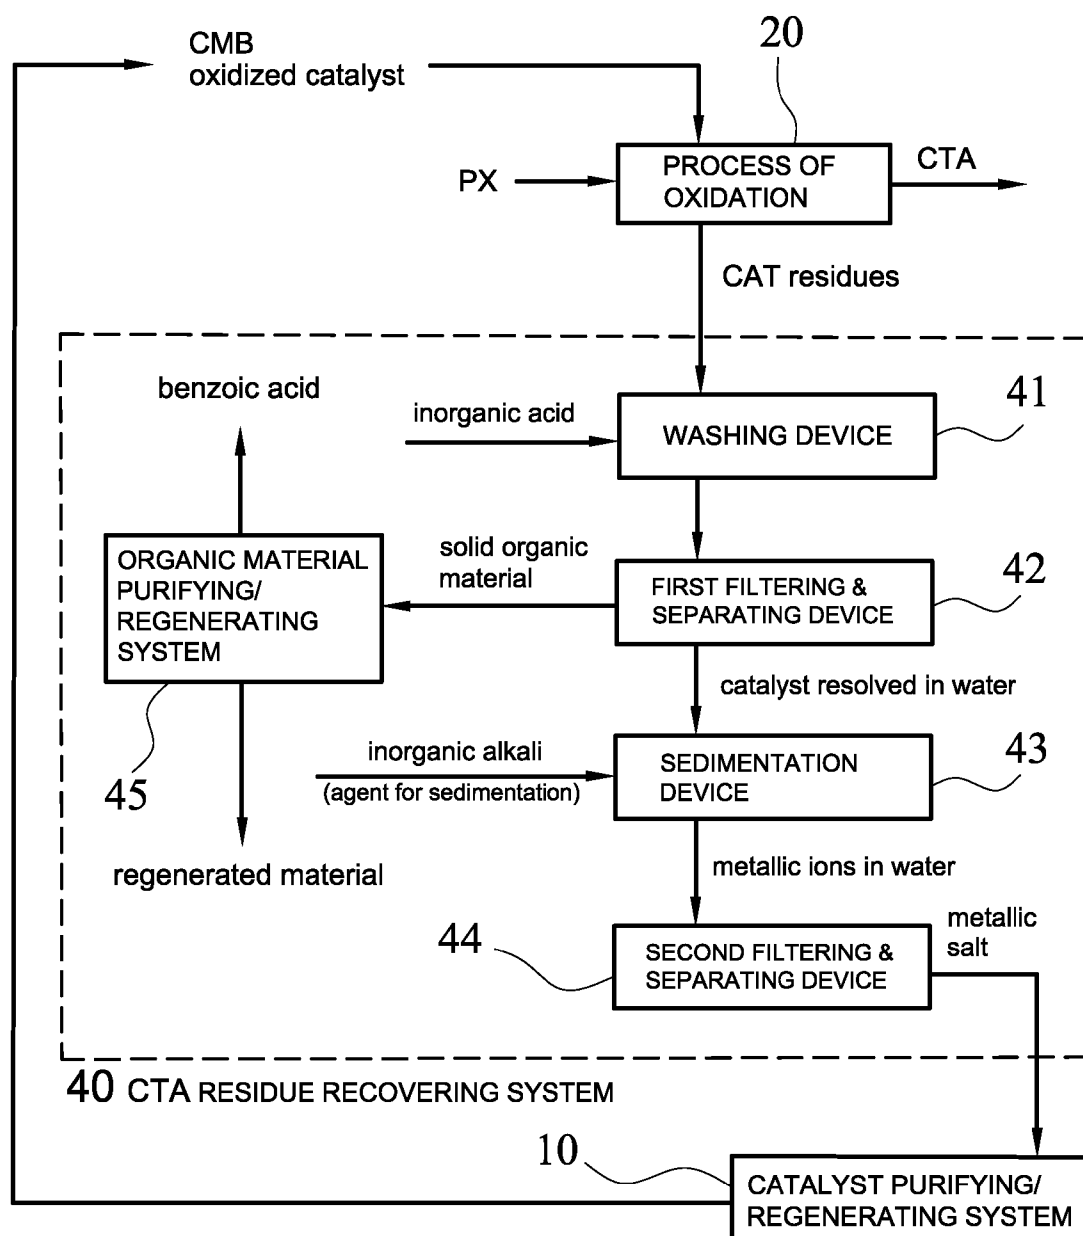 20
CMB
oxidized catalyst
PX
PROCESS OF
OXIDATION
CTA
CAT residues
benzoic acid
inorganic acid
41
WASHING DEVICE
ORGANIC MATERIAL
PURIFYING/
REGENERATING
SYSTEM
solid organic
material
42
FIRST FILTERING &
SEPARATING DEVICE
catalyst resolved in water
45
inorganic alkali
(agent for sedimentation)
43
SEDIMENTATION
DEVICE
regenerated material
metallic ions in water
44
SECOND FILTERING &
SEPARATING DEVICE
metallic
salt
40 CTA RESIDUE RECOVERING SYSTEM
10
CATALYST PURIFYING/
REGENERATING SYSTEM